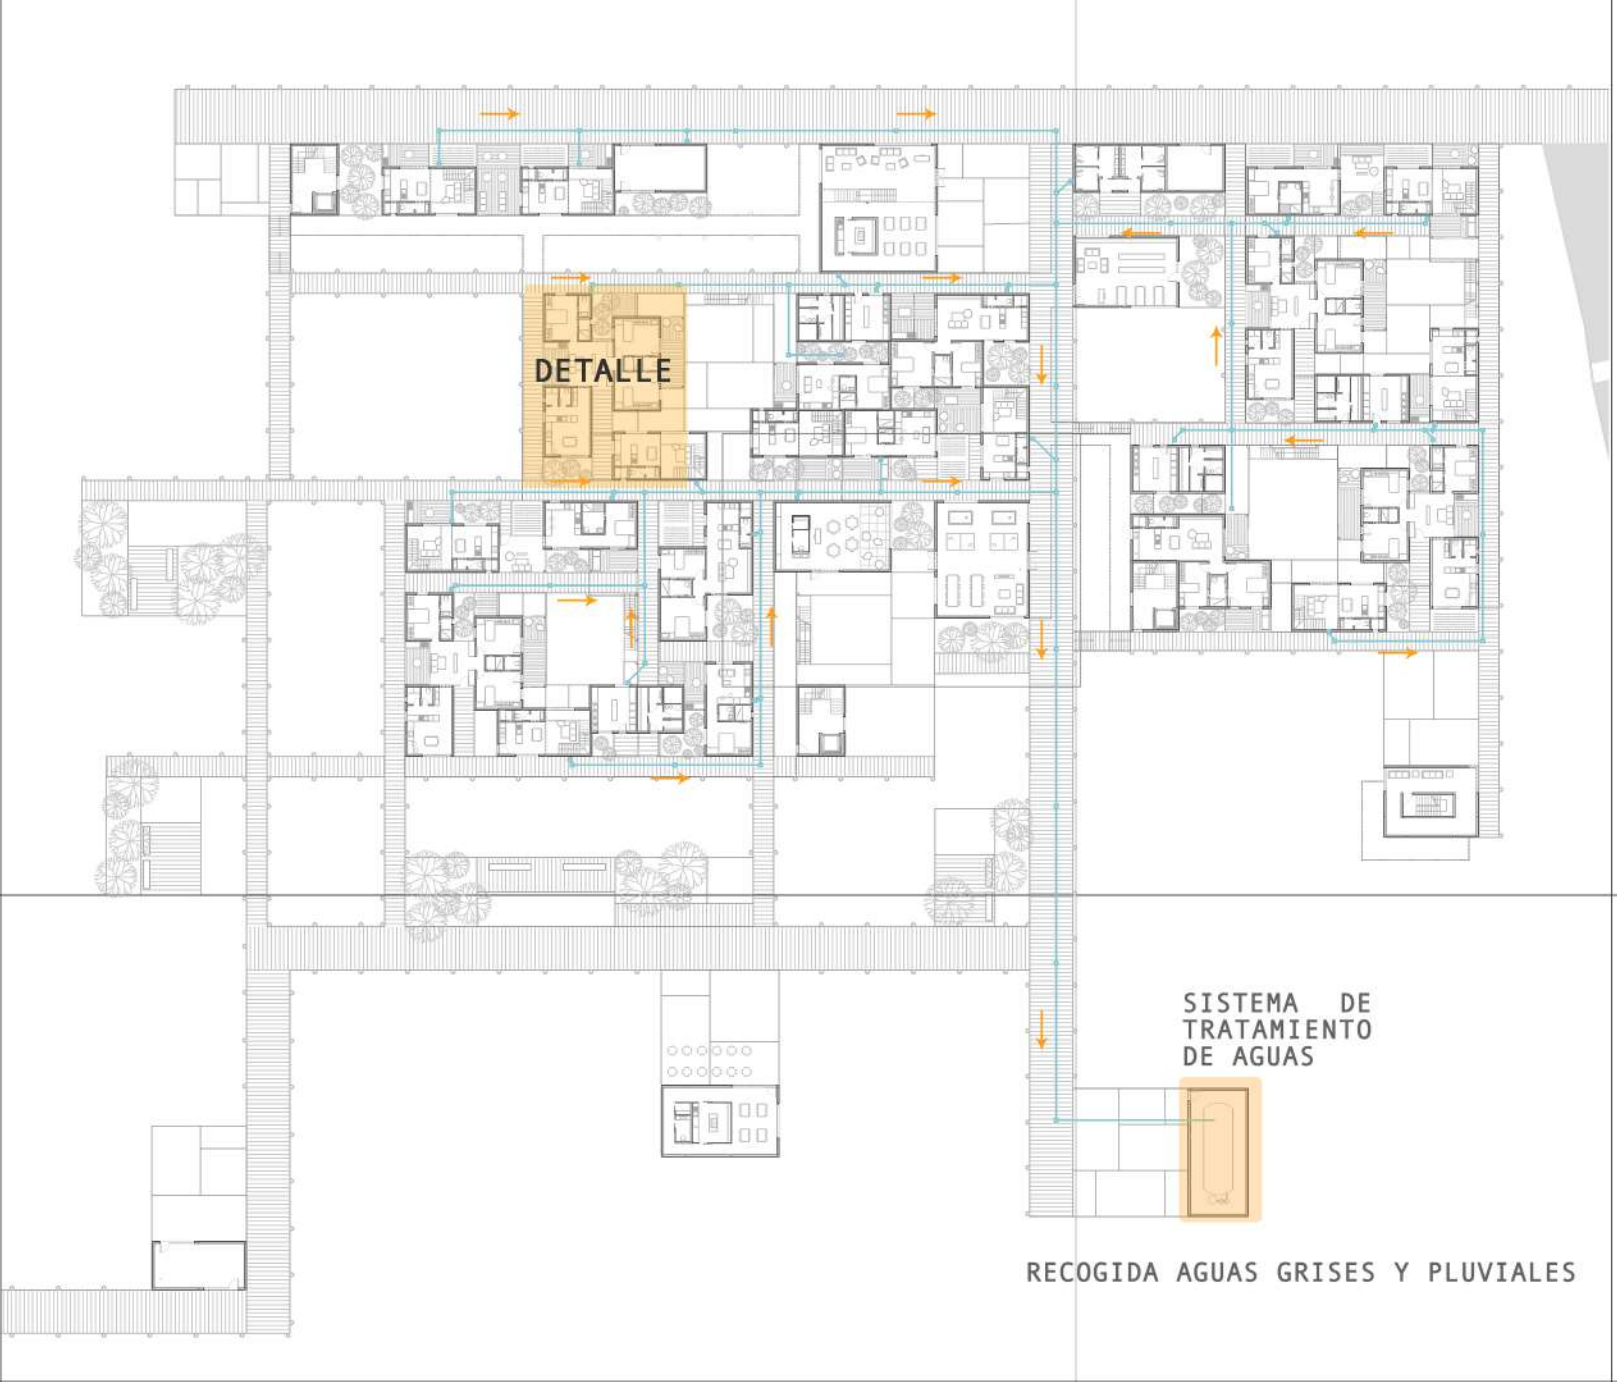 DETALLE
SISTEMA DE
TRATAMIENTO
DE AGUAS
RECOGIDA AGUAS GRISES Y PLUVIALES